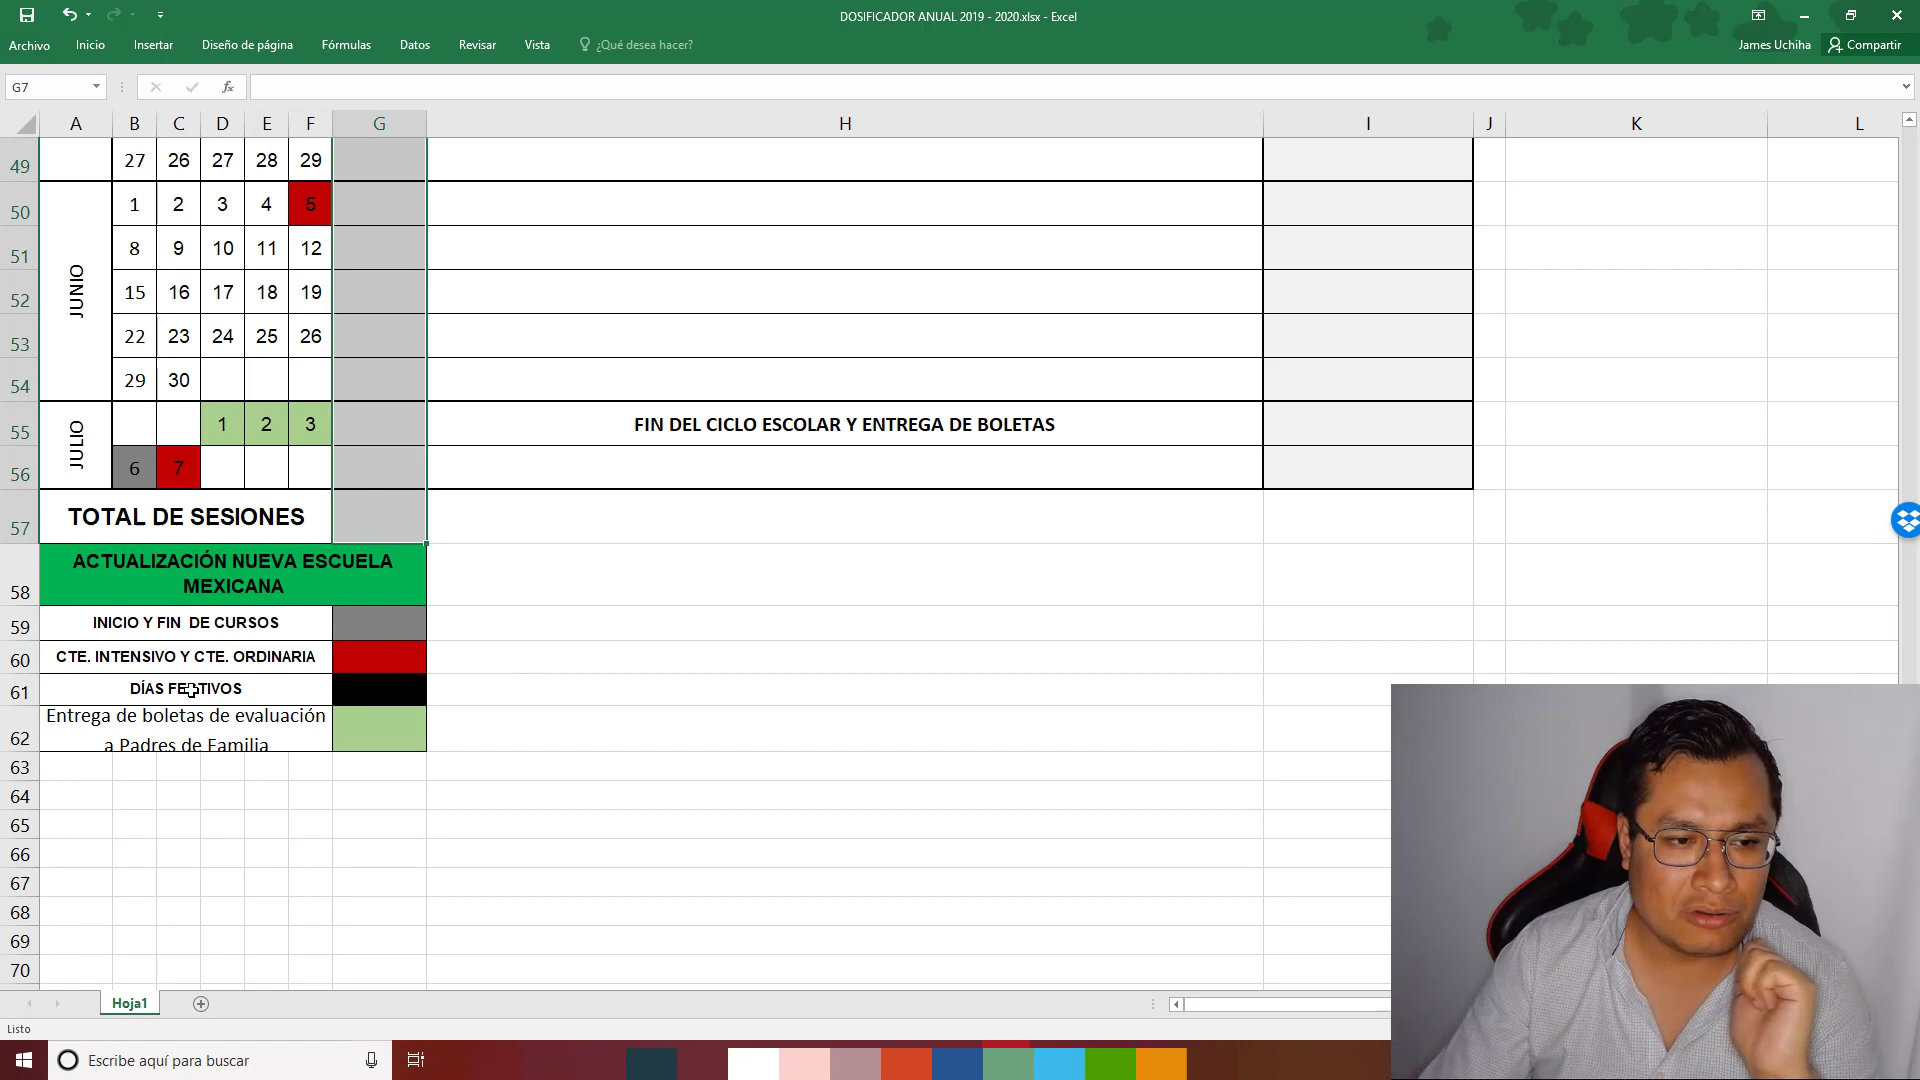 DOSIFICADOR ANUAL 2019 - 2020.xlsx - Excel
Archivo Inicio Insertar Diseño de página Fórmulas Datos Revisar Vista ¿Qué desea hacer? James Uchiha Compartir
G7 fx
A B C D E F G H I J K L
49 27 26 27 28 29
50 1 2 3 4 5
51 8 9 10 11 12
JUNIO
52 15 16 17 18 19
53 22 23 24 25 26
54 29 30
55 1 2 3 FIN DEL CICLO ESCOLAR Y ENTREGA DE BOLETAS
JULIO
56 6 7
57 TOTAL DE SESIONES
ACTUALIZACIÓN NUEVA ESCUELA
58 MEXICANA
59 INICIO Y FIN DE CURSOS
60 CTE. INTENSIVO Y CTE. ORDINARIA
61 DÍAS FESTIVOS
Entrega de boletas de evaluación
62 a Padres de Familia
63
64
65
66
67
68
69
70
Hoja1
Listo
Escribe aquí para buscar